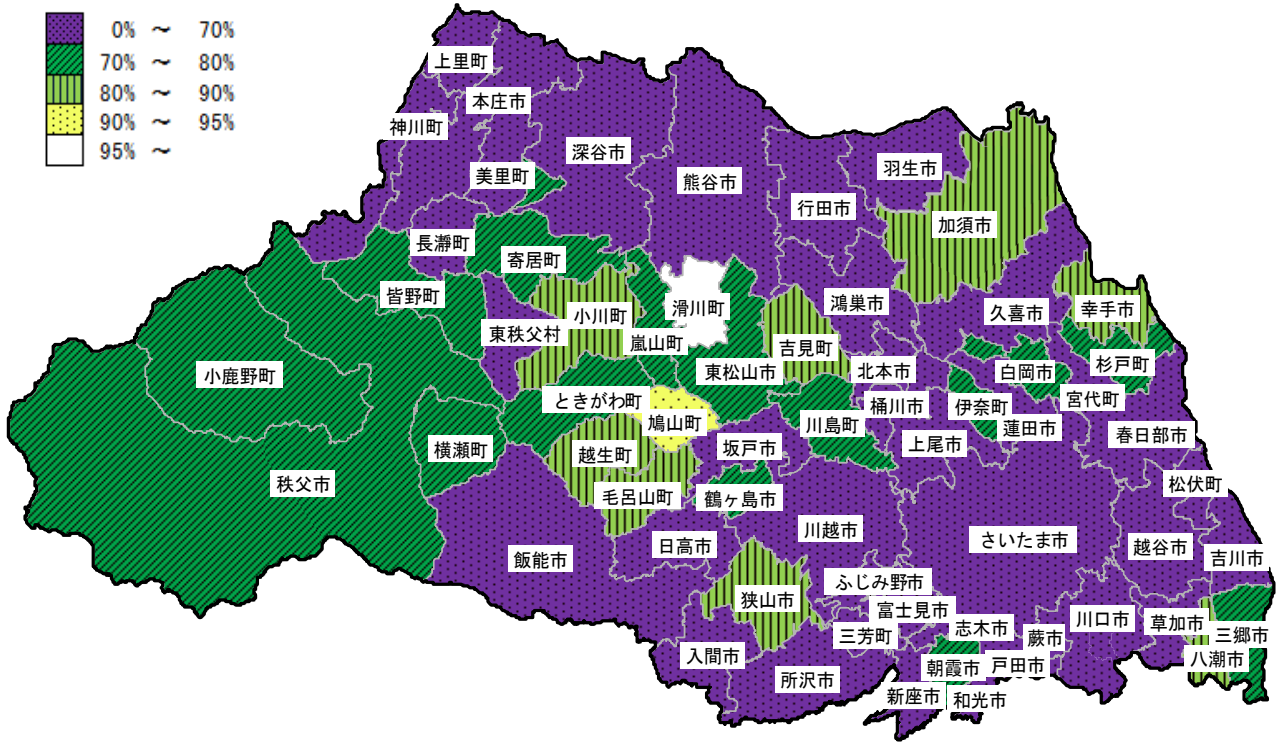 0% ～ 70%
70% ～ 80%
80% ～ 90%
90% ～ 95%
95% ～
上里町
本庄市
神川町
深谷市
美里町
熊谷市
羽生市
行田市
加須市
長瀞町
寄居町
皆野町
滑川町
小川町
鴻巣市
久喜市
幸手市
東秩父村
嵐山町
吉見町
小鹿野町
東松山市
北本市
白岡市
杉戸町
ときがわ町
桶川市
伊奈町
宮代町
鳩山町
川島町
蓮田市
春日部市
横瀬町
越生町
坂戸市
上尾市
秩父市
松伏町
毛呂山町
鶴ヶ島市
川越市
さいたま市
日高市
越谷市
飯能市
吉川市
ふじみ野市
狭山市
富士見市
川口市
草加市
志木市
三芳町
蕨市
三郷市
入間市
朝霞市
戸田市
八潮市
所沢市
新座市
和光市